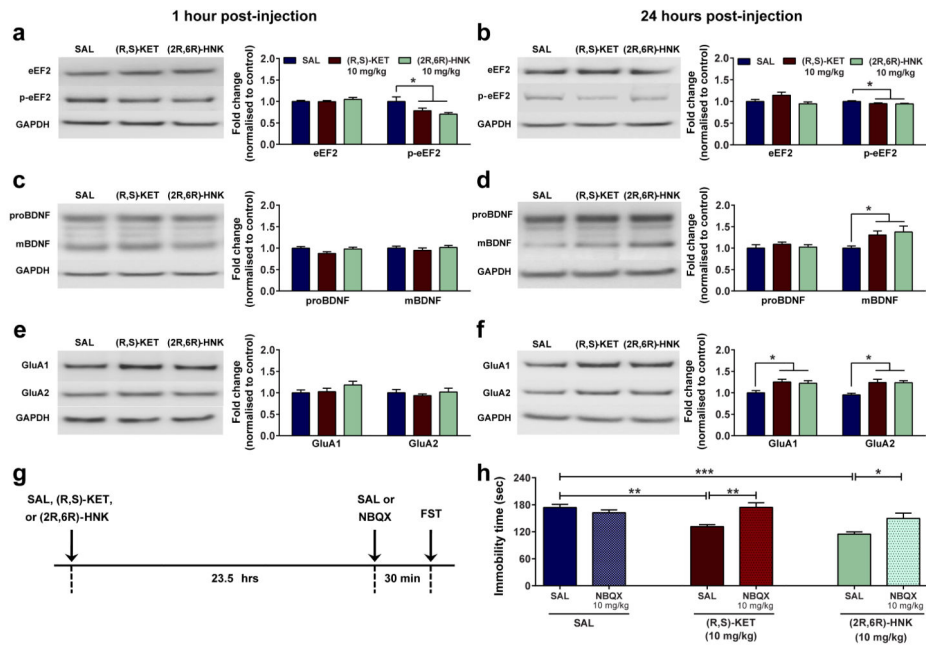 1 hour post-injection
24 hours post-injection
a
SAL (R,S)-KET (2R,6R)-HNK
eEF2
p-eEF2
GAPDH
Fold change
(normalised to control)
2.0
1.5
1.0
0.5
0.0
SAL (R,S)-KET (2R,6R)-HNK
10 mg/kg 10 mg/kg
*
eEF2 p-eEF2
b
SAL (R,S)-KET (2R,6R)-HNK
eEF2
p-eEF2
GAPDH
Fold change
(normalised to control)
2.0
1.5
1.0
0.5
0.0
SAL (R,S)-KET (2R,6R)-HNK
10 mg/kg 10 mg/kg
*
eEF2 p-eEF2
c
SAL (R,S)-KET (2R,6R)-HNK
proBDNF
mBDNF
GAPDH
Fold change
(normalised to control)
2.0
1.5
1.0
0.5
0.0
proBDNF mBDNF
d
SAL (R,S)-KET (2R,6R)-HNK
proBDNF
mBDNF
GAPDH
Fold change
(normalised to control)
2.0
1.5
1.0
0.5
0.0
*
proBDNF mBDNF
e
SAL (R,S)-KET (2R,6R)-HNK
GluA1
GluA2
GAPDH
Fold change
(normalised to control)
2.0
1.5
1.0
0.5
0.0
GluA1 GluA2
f
SAL (R,S)-KET (2R,6R)-HNK
GluA1
GluA2
GAPDH
Fold change
(normalised to control)
2.0
1.5
1.0
0.5
0.0
* *
GluA1 GluA2
g
SAL, (R,S)-KET,
or (2R,6R)-HNK
SAL or
NBQX
FST
23.5 hrs
30 min
h
Immobility time (sec)
240
180
120
60
0
***
*
** **
SAL NBQX SAL NBQX SAL NBQX
10 mg/kg 10 mg/kg 10 mg/kg
SAL (R,S)-KET (2R,6R)-HNK
(10 mg/kg) (10 mg/kg)